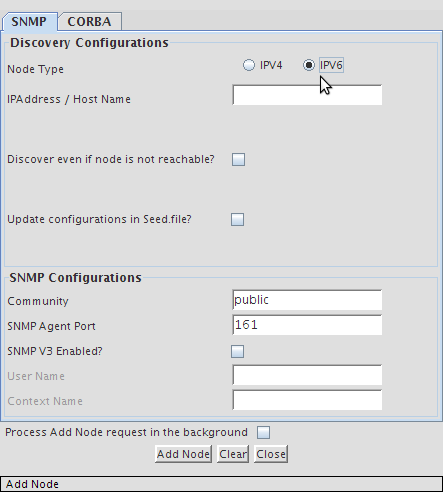 SNMP CORBA
Discovery Configurations
Node Type IPV4 IPV6
IPAddress / Host Name
Discover even if node is not reachable?
Update configurations in Seed.file?
SNMP Configurations
Community public
SNMP Agent Port 161
SNMP V3 Enabled?
User Name
Context Name
Process Add Node request in the background
Add Node Clear Close
Add Node